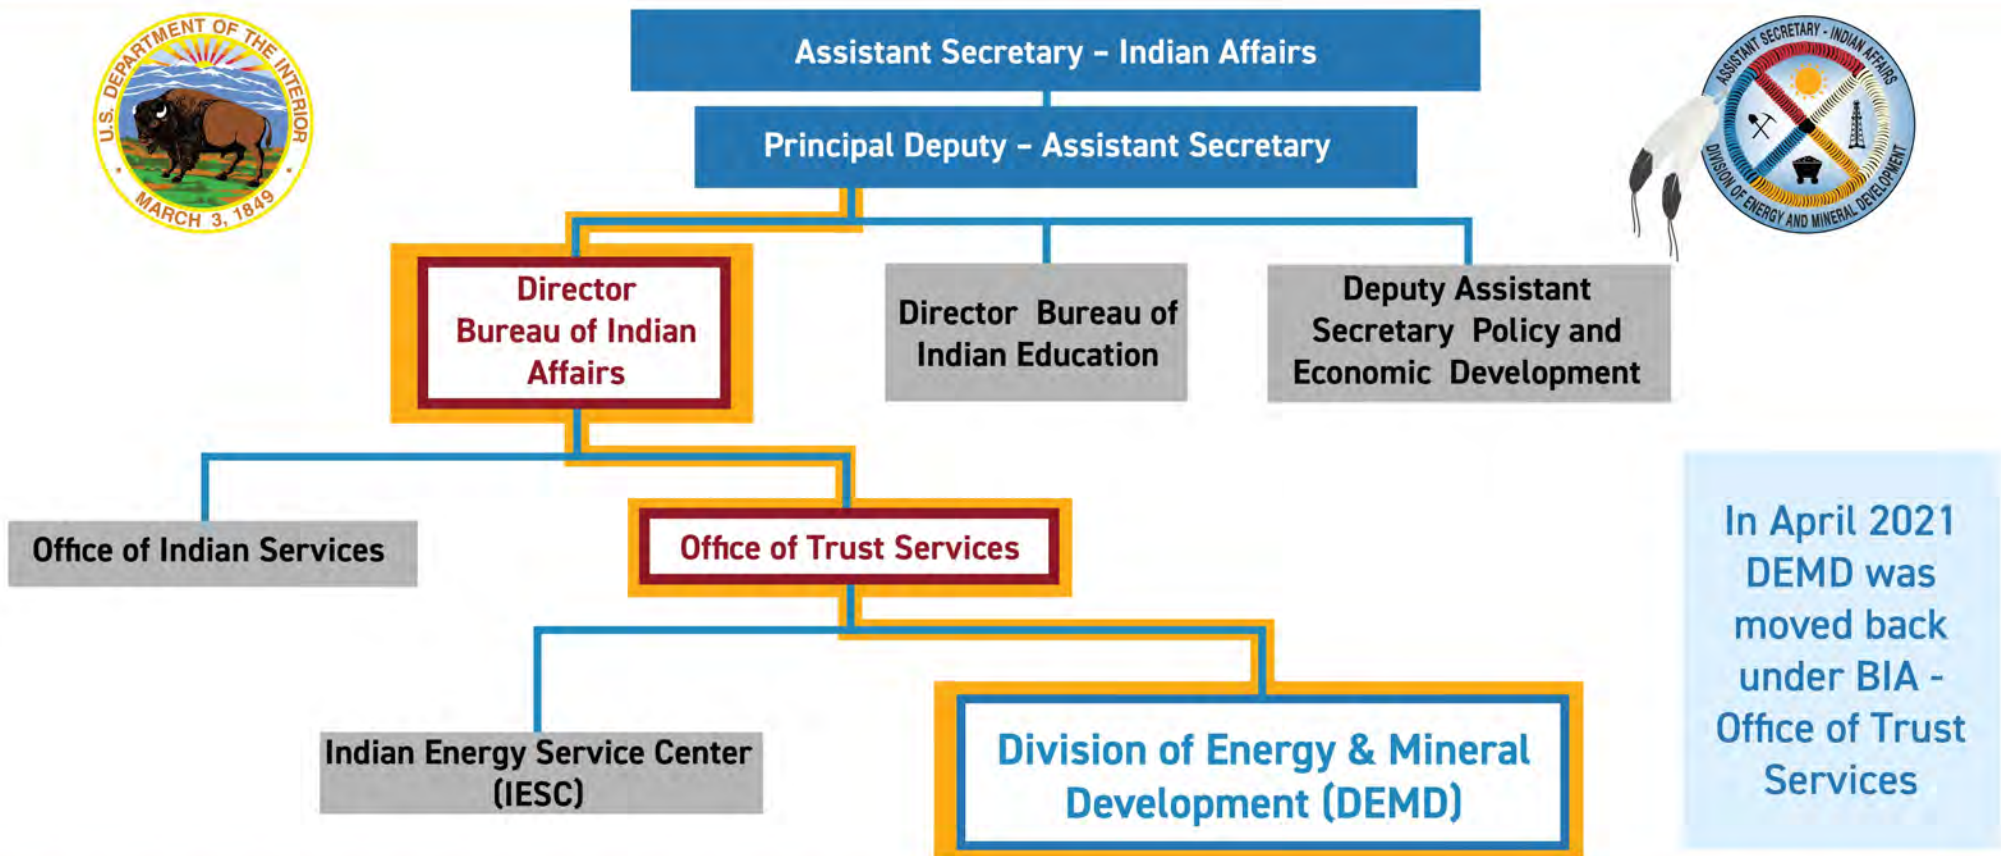 U.S. DEPARTMENT OF THE INTERIOR
MARCH 3, 1849
Assistant Secretary – Indian Affairs
Principal Deputy – Assistant Secretary
ASSISTANT SECRETARY - INDIAN AFFAIRS
DIVISION OF ENERGY AND MINERAL DEVELOPMENT
Director
Bureau of Indian
Affairs
Director Bureau of
Indian Education
Deputy Assistant
Secretary Policy and
Economic Development
Office of Indian Services
Office of Trust Services
Indian Energy Service Center
(IESC)
Division of Energy & Mineral
Development (DEMD)
In April 2021
DEMD was
moved back
under BIA -
Office of Trust
Services